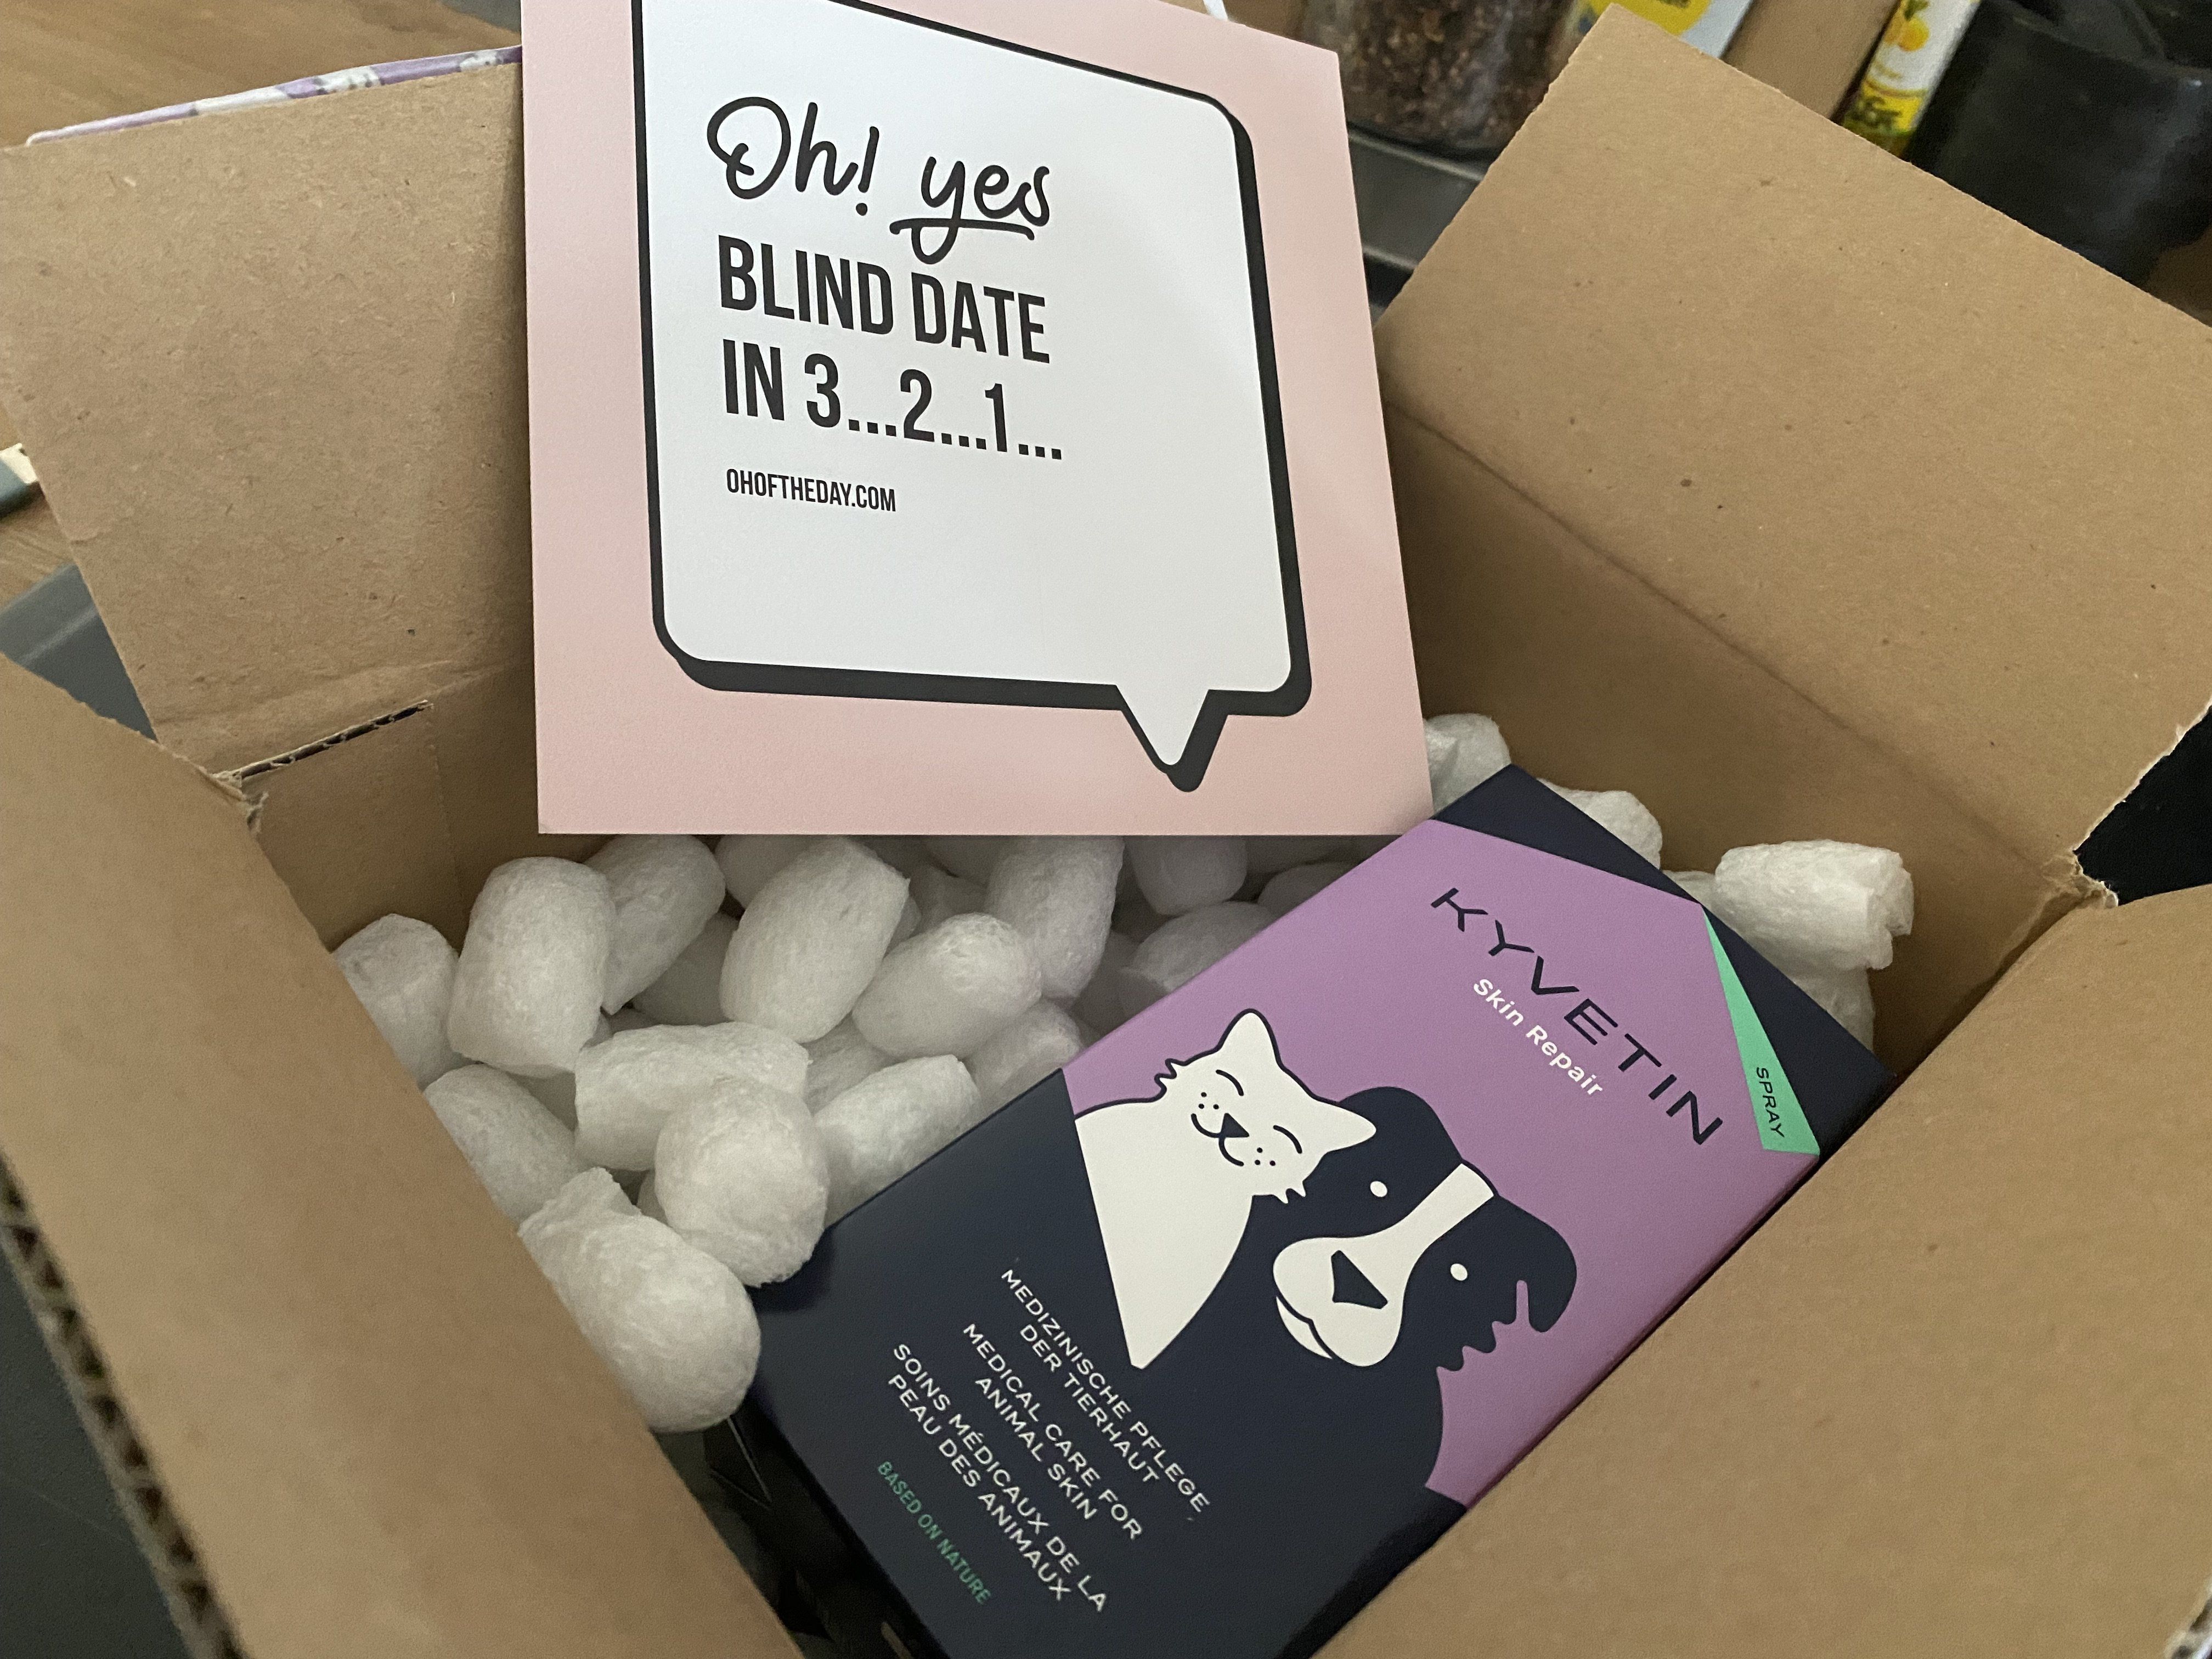 Oh! yes
BLIND DATE
IN 3...2...1...
OHOFTHEDAY.COM
KYVETIN
Skin Repair
SPRAY
MEDIZINISCHE PFLEGE
DER TIERHAUT
MEDICAL CARE FOR
ANIMAL SKIN
SOINS MÉDICAUX DE LA
PEAU DES ANIMAUX
BASED ON NATURE